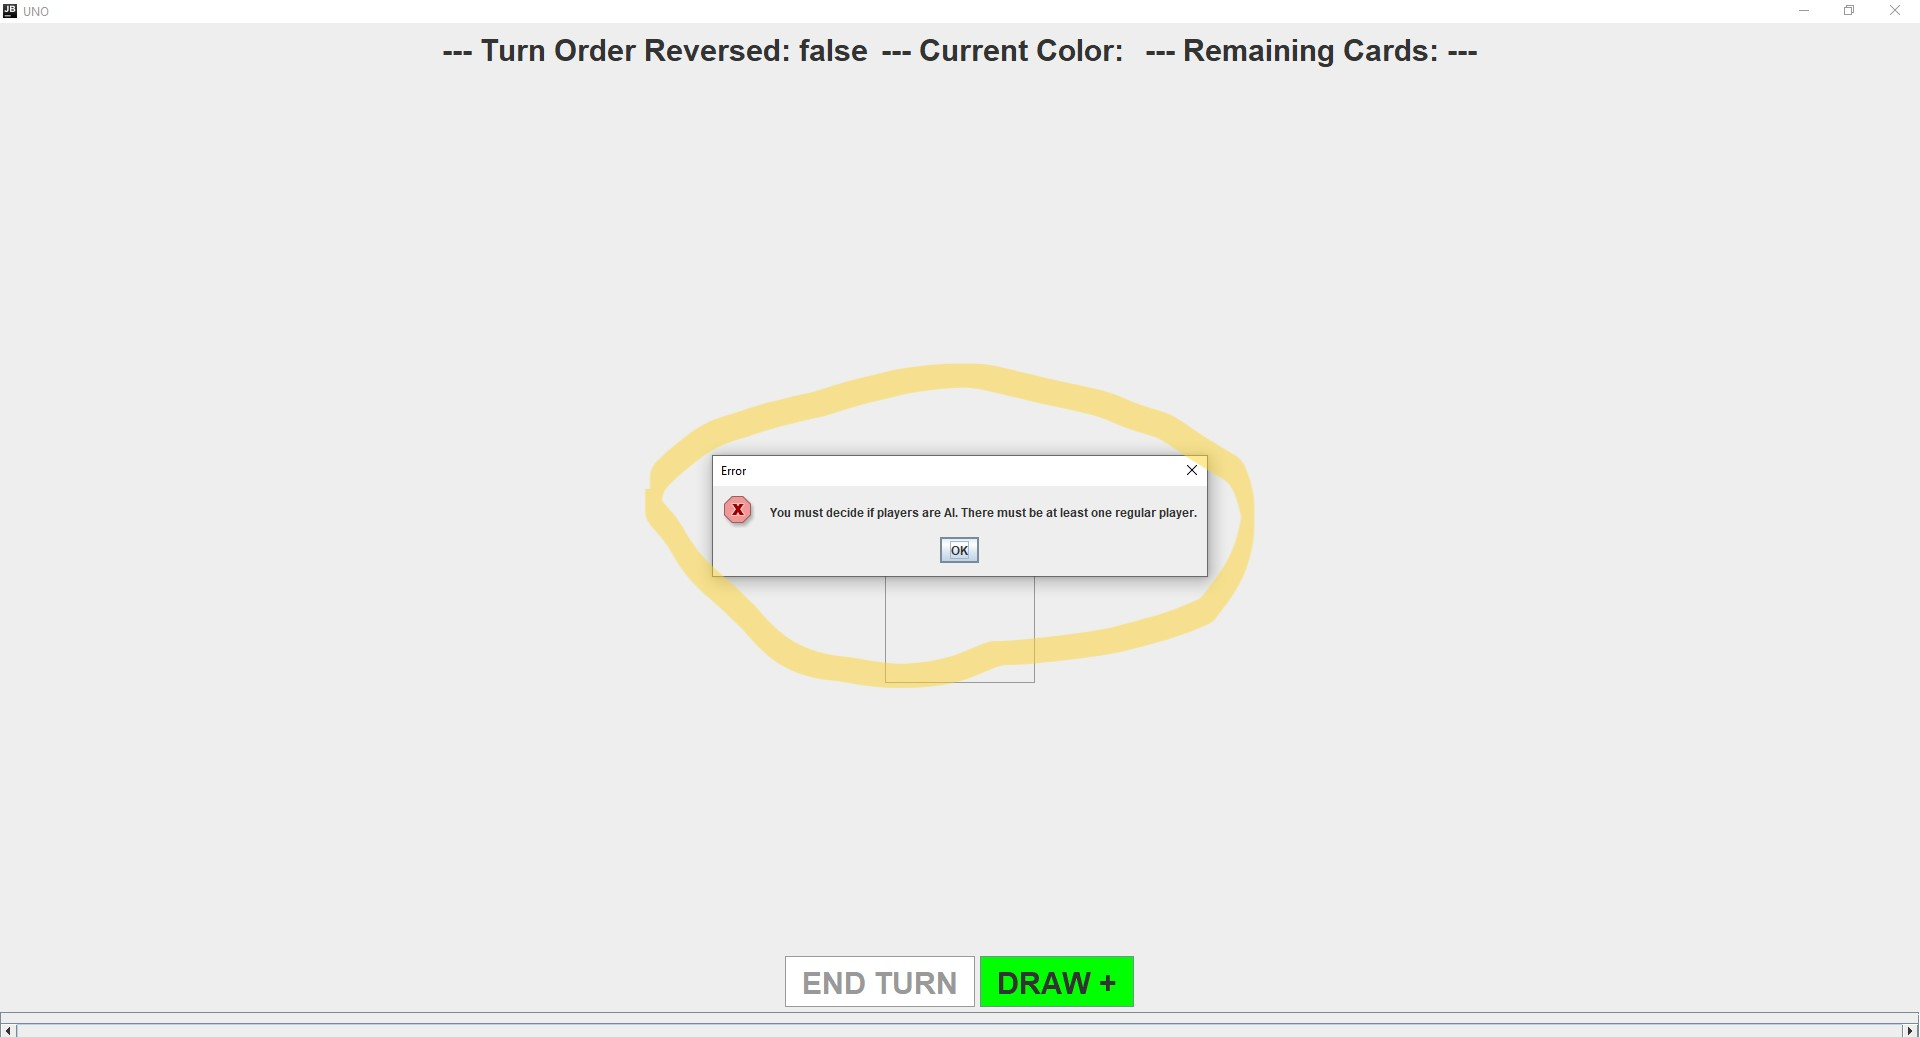 JB
UNO
--- Turn Order Reversed: false --- Current Color: --- Remaining Cards: ---
Error
X
You must decide if players are AI. There must be at least one regular player.
OK
END TURN
DRAW +